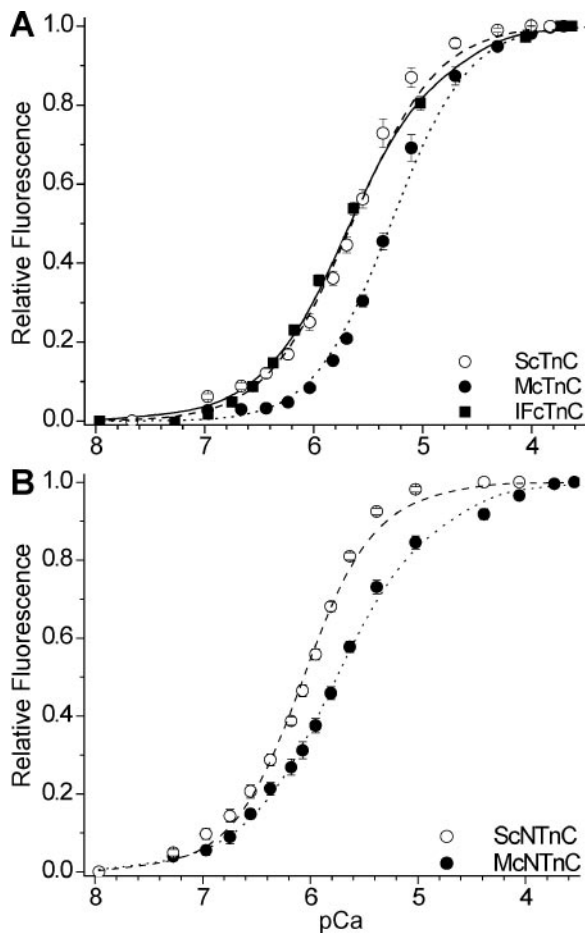 A
Relative Fluorescence
1.0
0.8
0.6
0.4
0.2
0.0
ScTnC
McTnC
IFcTnC
8 7 6 5 4
B
Relative Fluorescence
1.0
0.8
0.6
0.4
0.2
0.0
ScNTnC
McNTnC
8 7 6 5 4
pCa